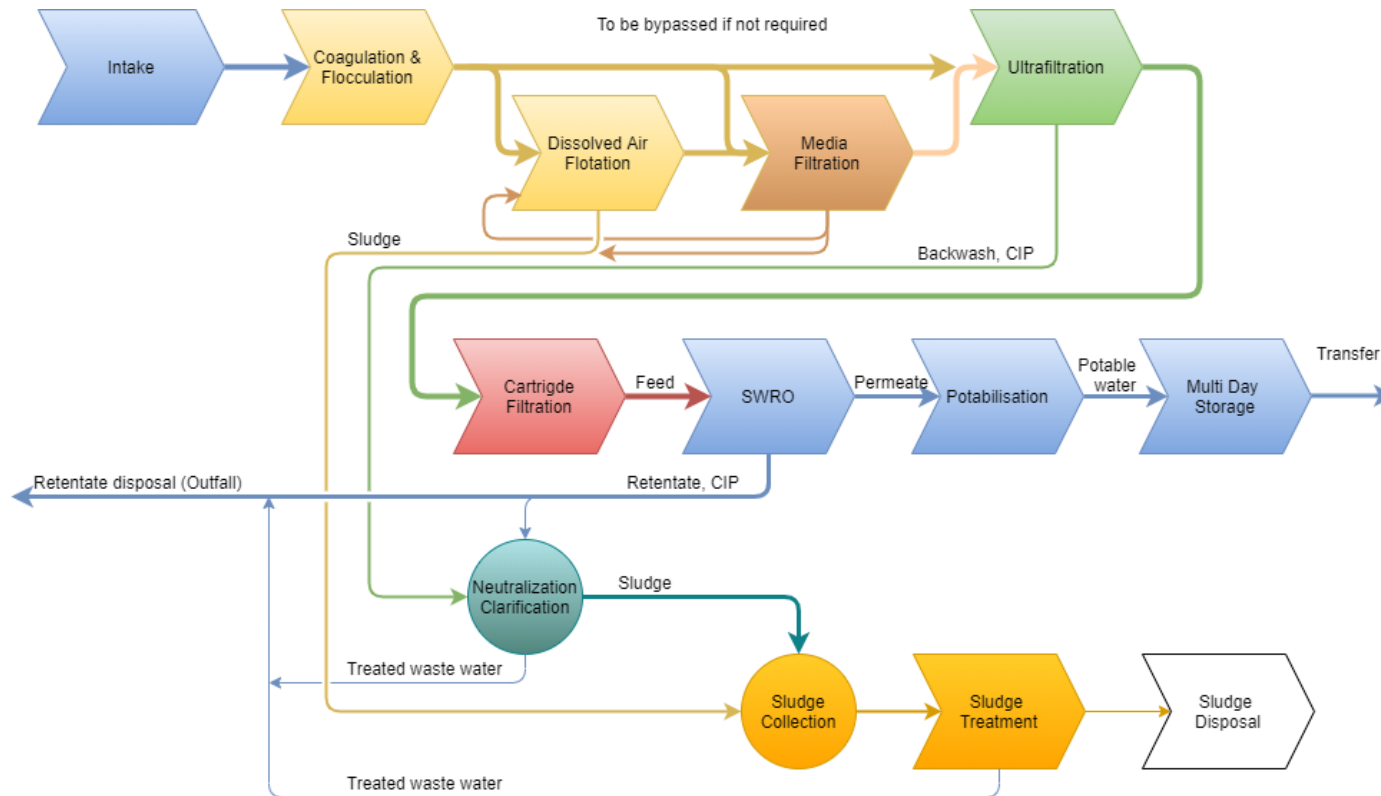 To be bypassed if not required
Intake
Coagulation &
Flocculation
Ultrafiltration
Dissolved Air
Flotation
Media
Filtration
Sludge
Backwash, CIP
Cartrigde
Filtration
Feed
SWRO
Permeate
Potabilisation
Potable
water
Multi Day
Storage
Transfer
Retentate disposal (Outfall)
Retentate, CIP
Neutralization
Clarification
Sludge
Treated waste water
Sludge
Collection
Sludge
Treatment
Sludge
Disposal
Treated waste water